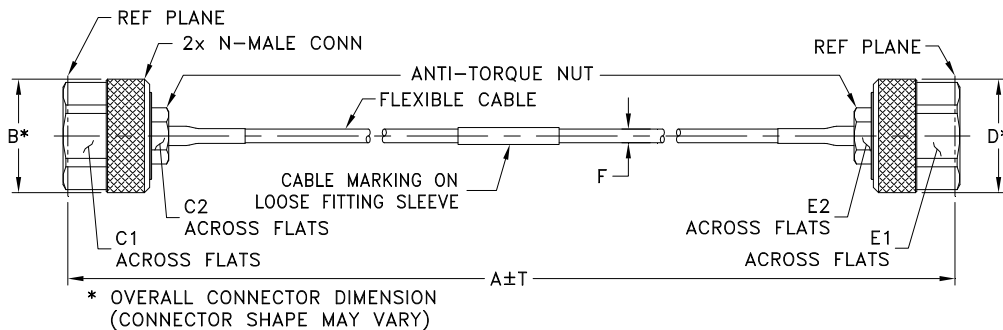 REF PLANE
2x N-MALE CONN
REF PLANE
ANTI-TORQUE NUT
FLEXIBLE CABLE
B*
D*
F
CABLE MARKING ON
LOOSE FITTING SLEEVE
C2
ACROSS FLATS
E2
ACROSS FLATS
C1
ACROSS FLATS
E1
ACROSS FLATS
A±T
* OVERALL CONNECTOR DIMENSION
(CONNECTOR SHAPE MAY VARY)